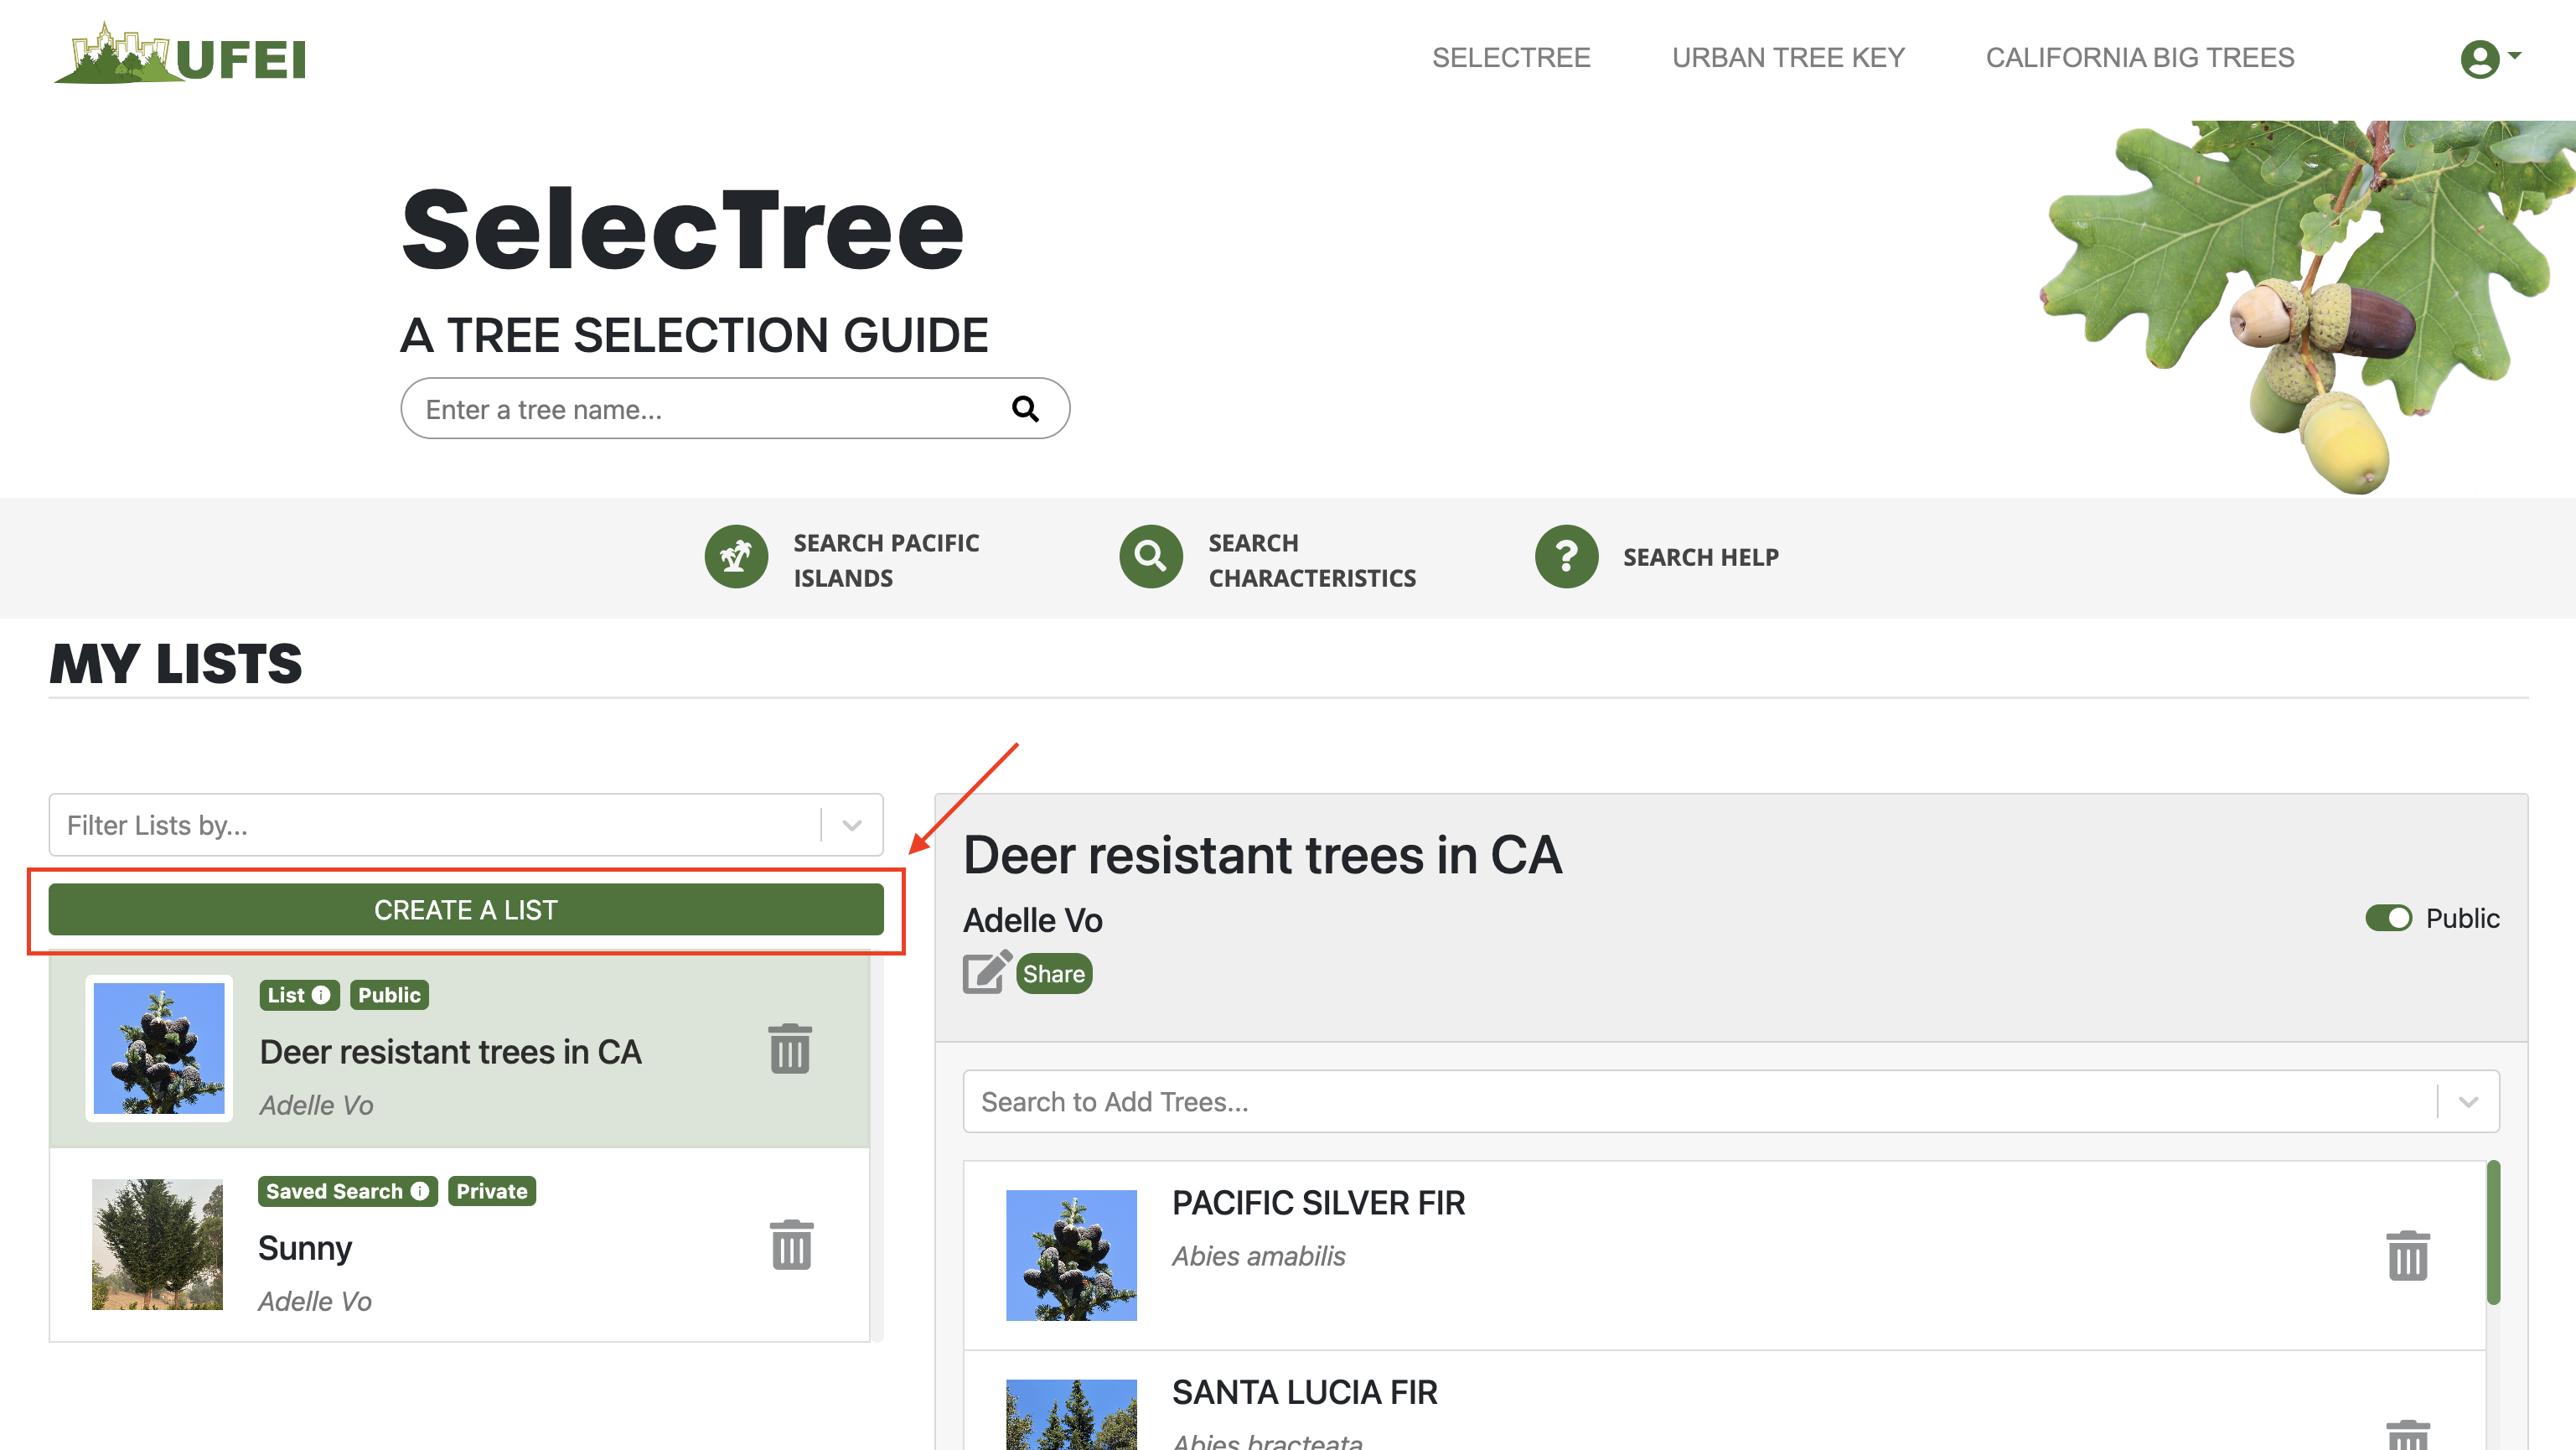 UFEI
SELECTREE
URBAN TREE KEY
CALIFORNIA BIG TREES
SelecTree
A TREE SELECTION GUIDE
Enter a tree name...
SEARCH PACIFIC
ISLANDS
SEARCH
CHARACTERISTICS
SEARCH HELP
MY LISTS
Filter Lists by...
CREATE A LIST
List
Public
Deer resistant trees in CA
Adelle Vo
Saved Search
Private
Sunny
Adelle Vo
Deer resistant trees in CA
Adelle Vo
Share
Public
Search to Add Trees...
PACIFIC SILVER FIR
Abies amabilis
SANTA LUCIA FIR
Abies bracteata